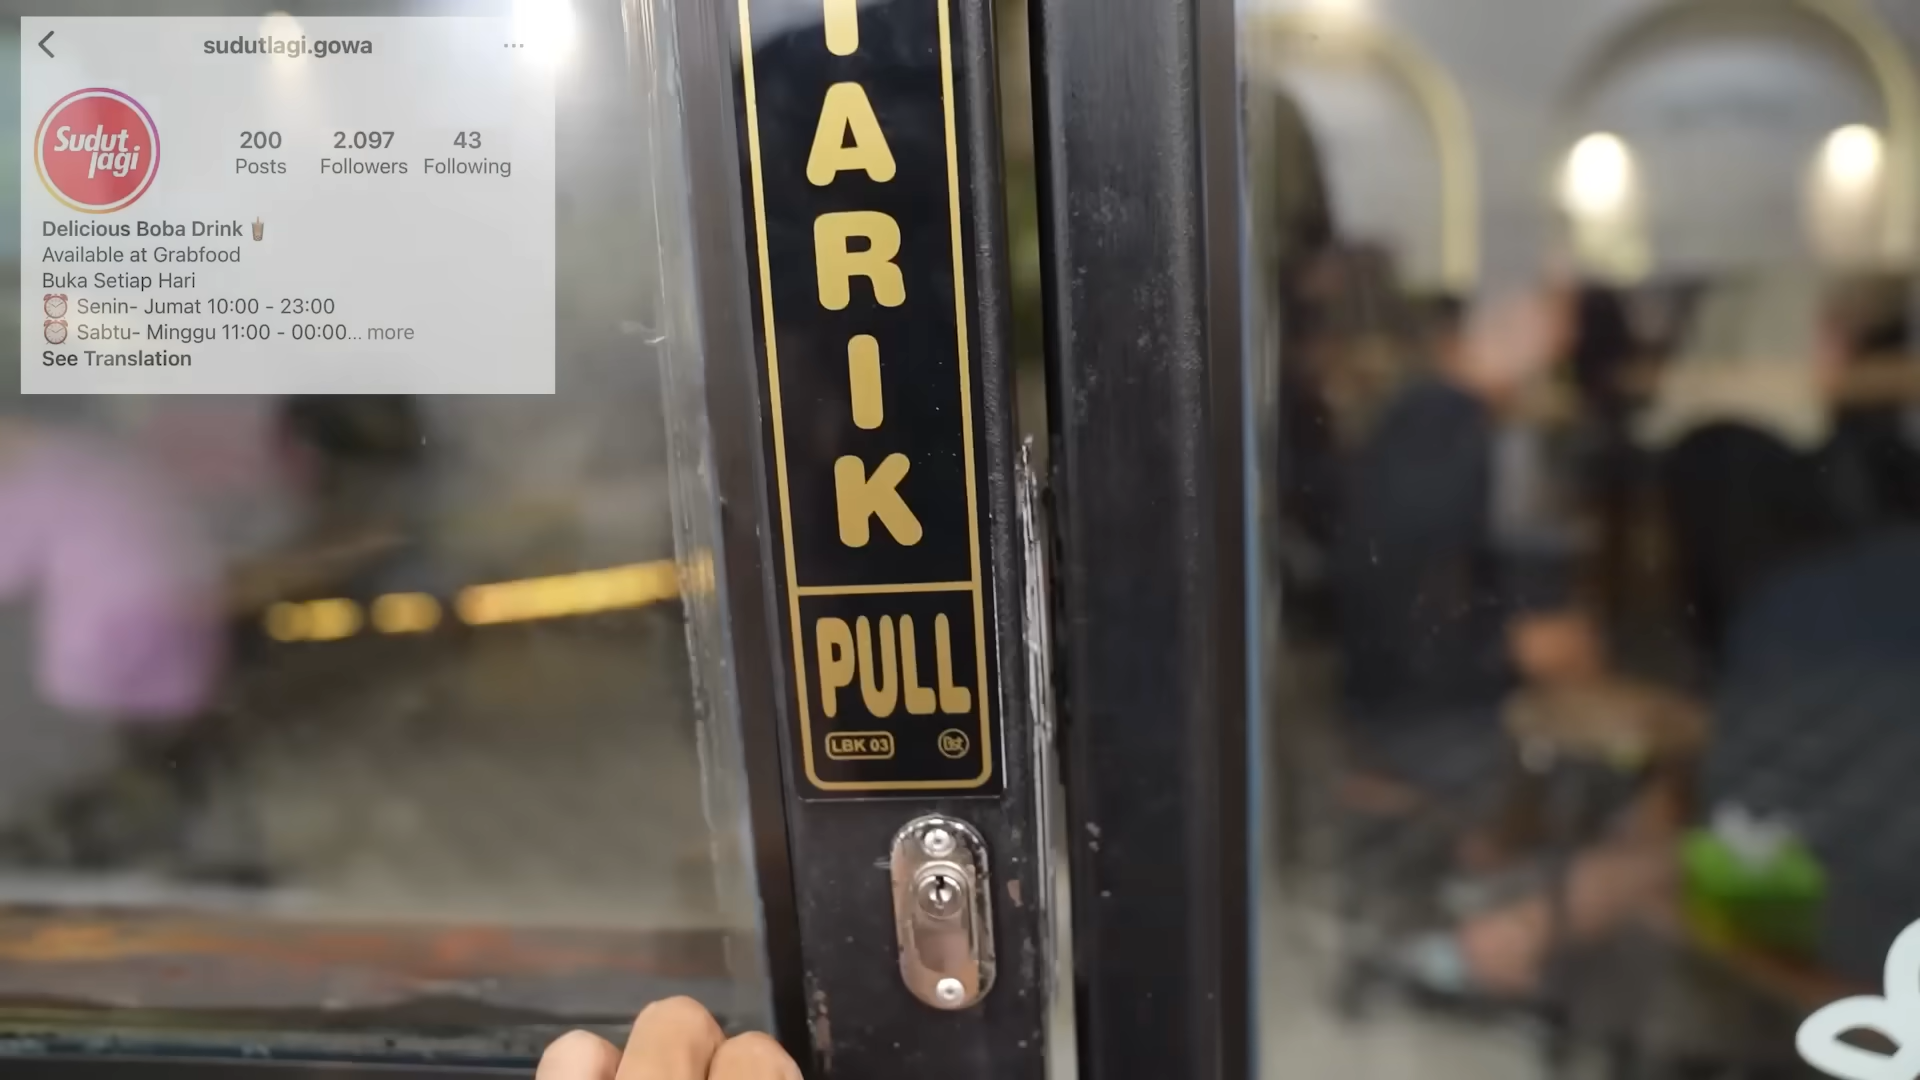 sudutlagi.gowa
...
Sudut
lagi
200
2.097
43
Posts
Followers
Following
Delicious Boba Drink 🧋
Available at Grabfood
Buka Setiap Hari
⏰ Senin- Jumat 10:00 - 23:00
⏰ Sabtu- Minggu 11:00 - 00:00... more
See Translation
TARIK
PULL
LBK 03